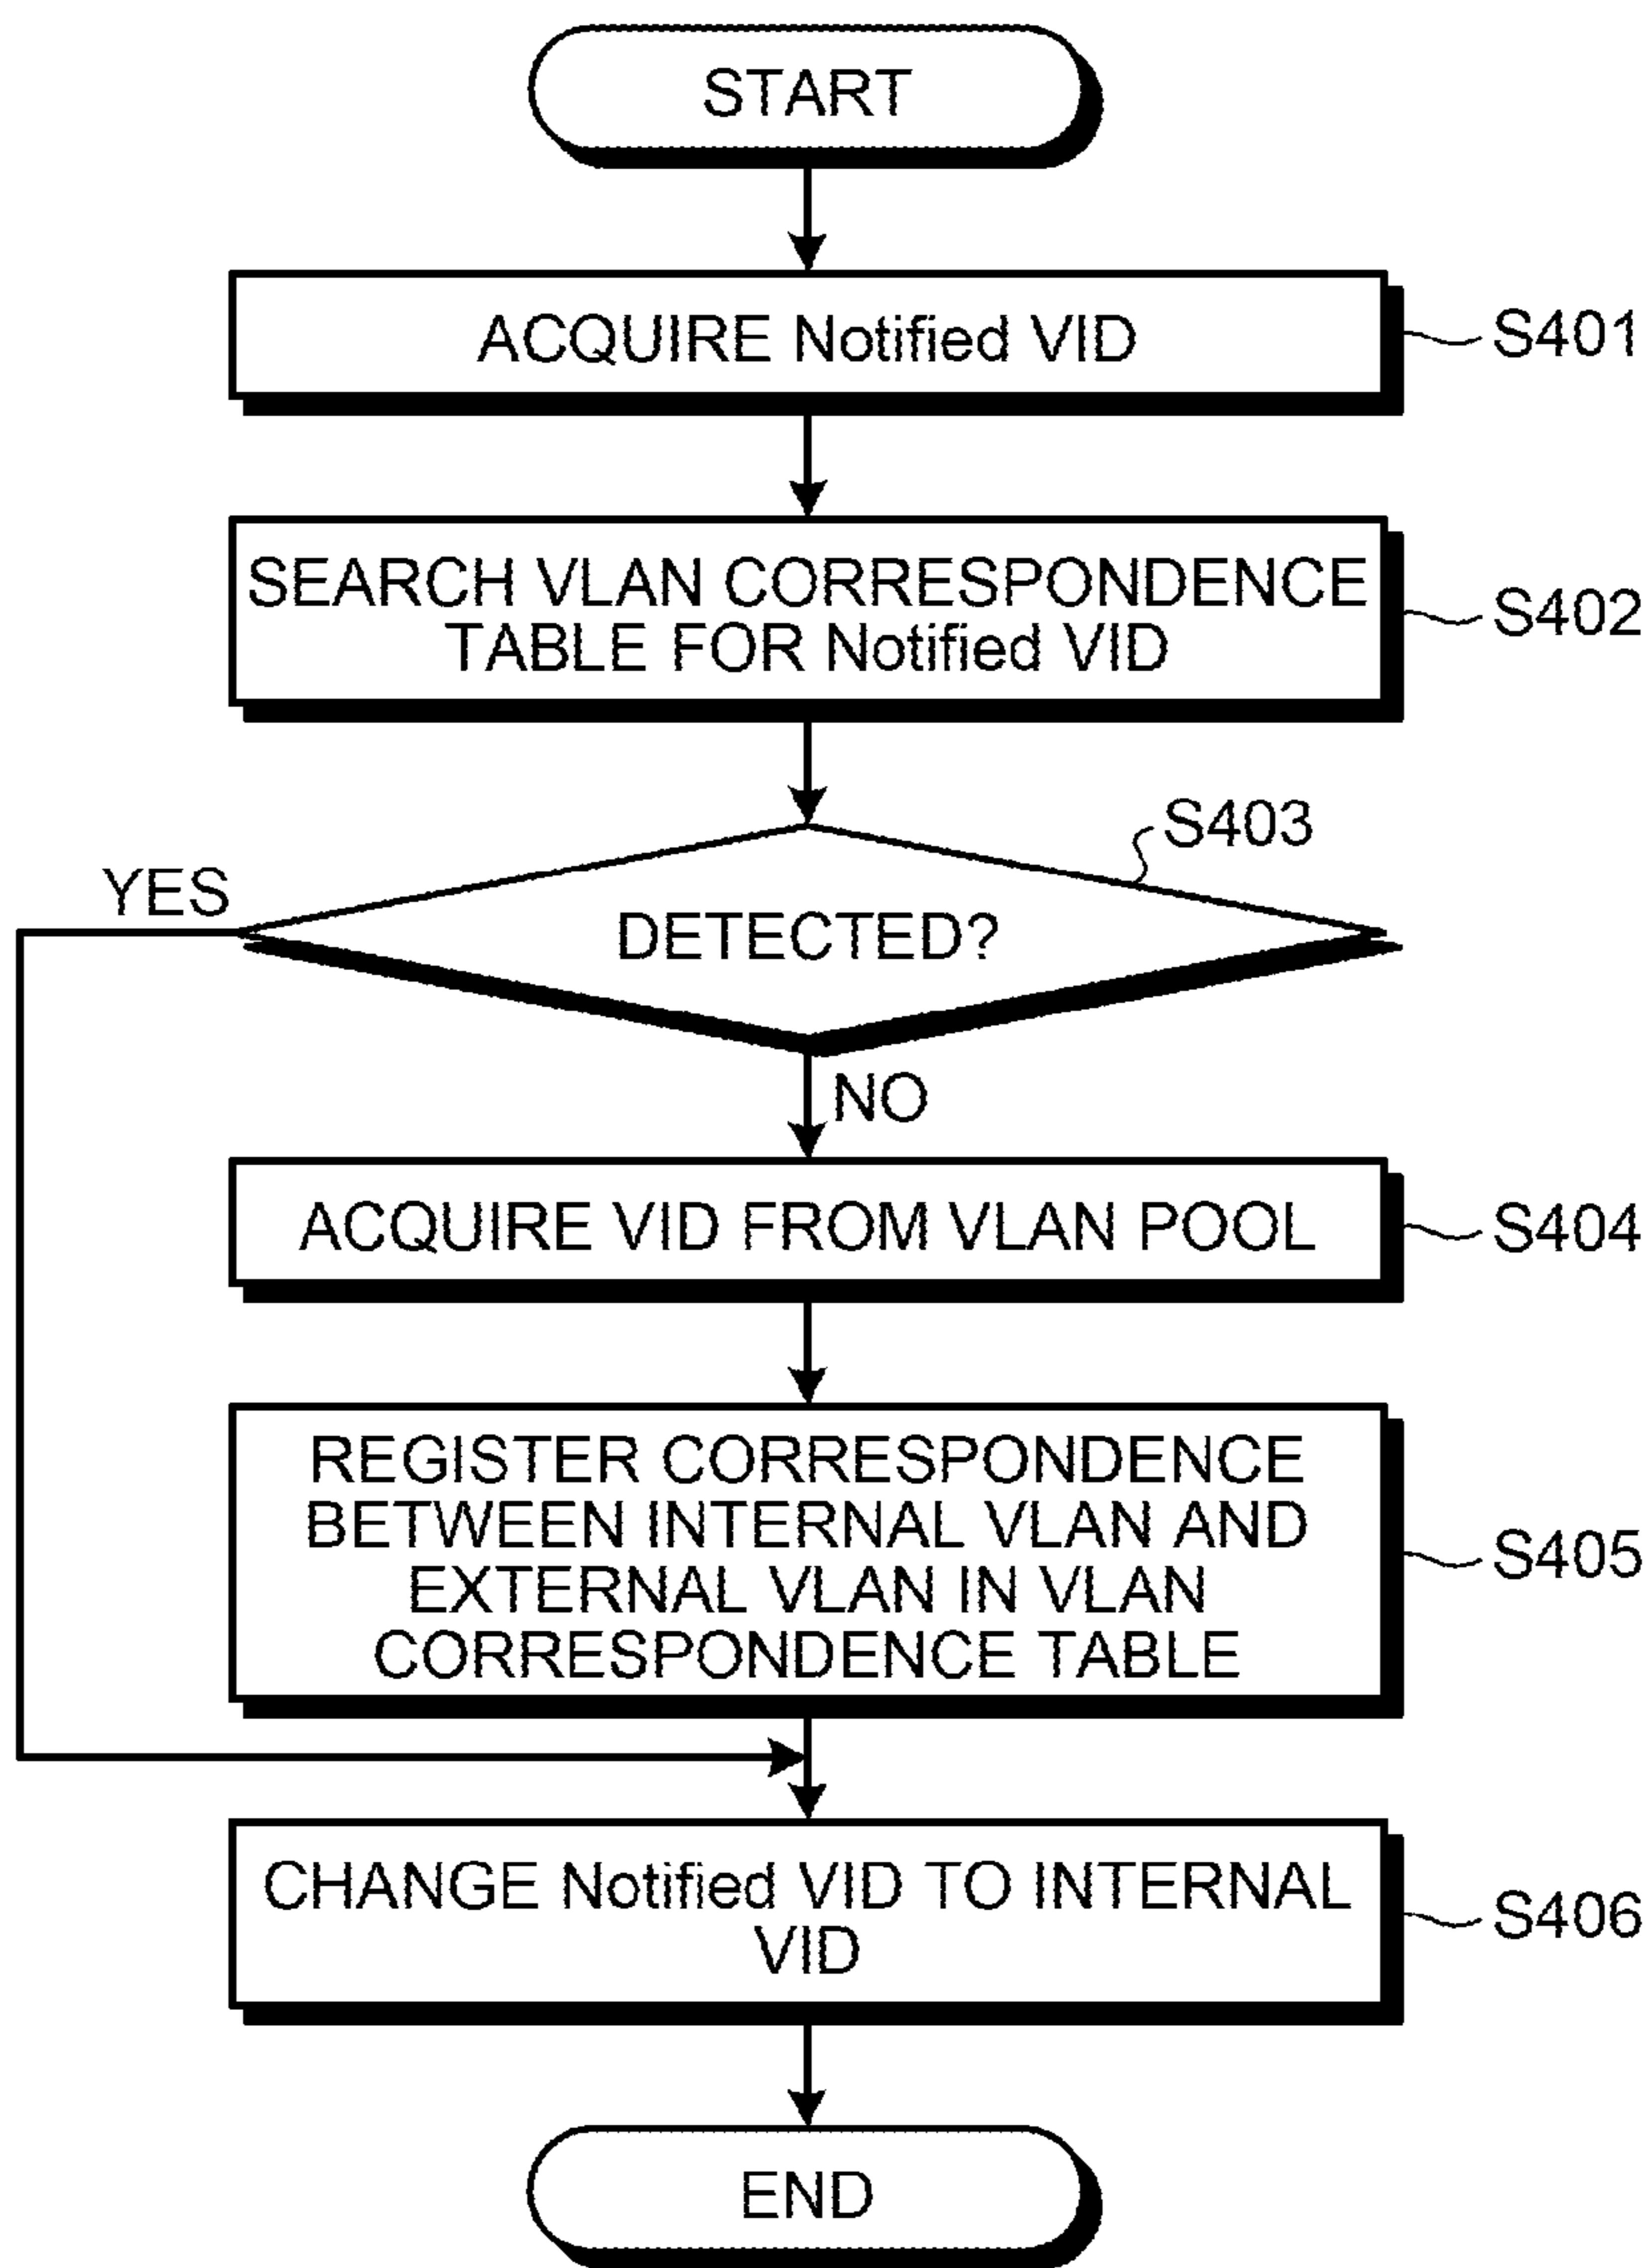 START
ACQUIRE Notified VID
S401
SEARCH VLAN CORRESPONDENCE
TABLE FOR Notified VID
S402
S403
YES
DETECTED?
NO
ACQUIRE VID FROM VLAN POOL
S404
REGISTER CORRESPONDENCE
BETWEEN INTERNAL VLAN AND
EXTERNAL VLAN IN VLAN
CORRESPONDENCE TABLE
S405
CHANGE Notified VID TO INTERNAL
VID
S406
END